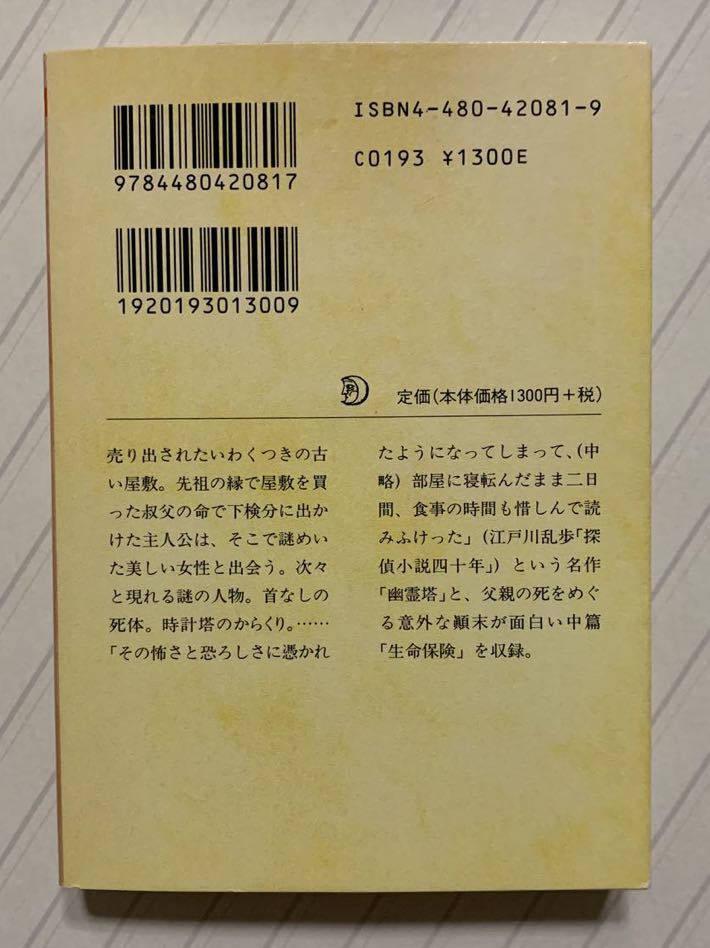 ISBN4-480-42081-9
C0193 ¥1300E
9784480420817
1920193013009
定価(本体価格1300円+税)
売り出されたいわくつきの古
い屋敷。先祖の縁で屋敷を買
った叔父の命で下検分に出か
けた主人公は、そこで謎めい
た美しい女性と出会う。次々
と現れる謎の人物。首なしの
死体。時計塔のからくり。……
「その怖さと恐ろしさに憑かれ
たようになってしまって、(中
略) 部屋に寝転んだまま二日
間、食事の時間も惜しんで読
みふけった」(江戸川乱歩「探
偵小説四十年」) という名作
「幽霊塔」と、父親の死をめぐ
る意外な顚末が面白い中篇
「生命保険」を収録。